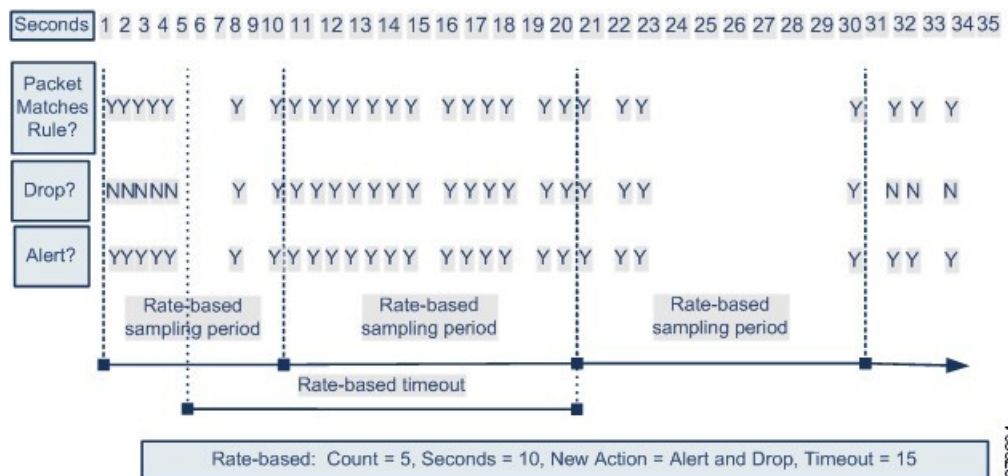 Seconds 1 2 3 4 5 6 7 8 9 10 11 12 13 14 15 16 17 18 19 20 21 22 23 24 25 26 27 28 29 30 31 32 33 34 35
Packet
Matches
Rule?
YYYYY Y Y Y Y Y Y Y Y Y Y Y Y Y Y Y Y Y Y Y Y Y Y Y
Drop?
NNNNN Y Y Y Y Y Y Y Y Y Y Y Y Y Y Y Y Y Y Y Y N N N
Alert?
YYYYY Y Y Y Y Y Y Y Y Y Y Y Y Y Y Y Y Y Y Y Y Y Y Y
Rate-based
sampling period
Rate-based
sampling period
Rate-based
sampling period
Rate-based timeout
Rate-based: Count = 5, Seconds = 10, New Action = Alert and Drop, Timeout = 15